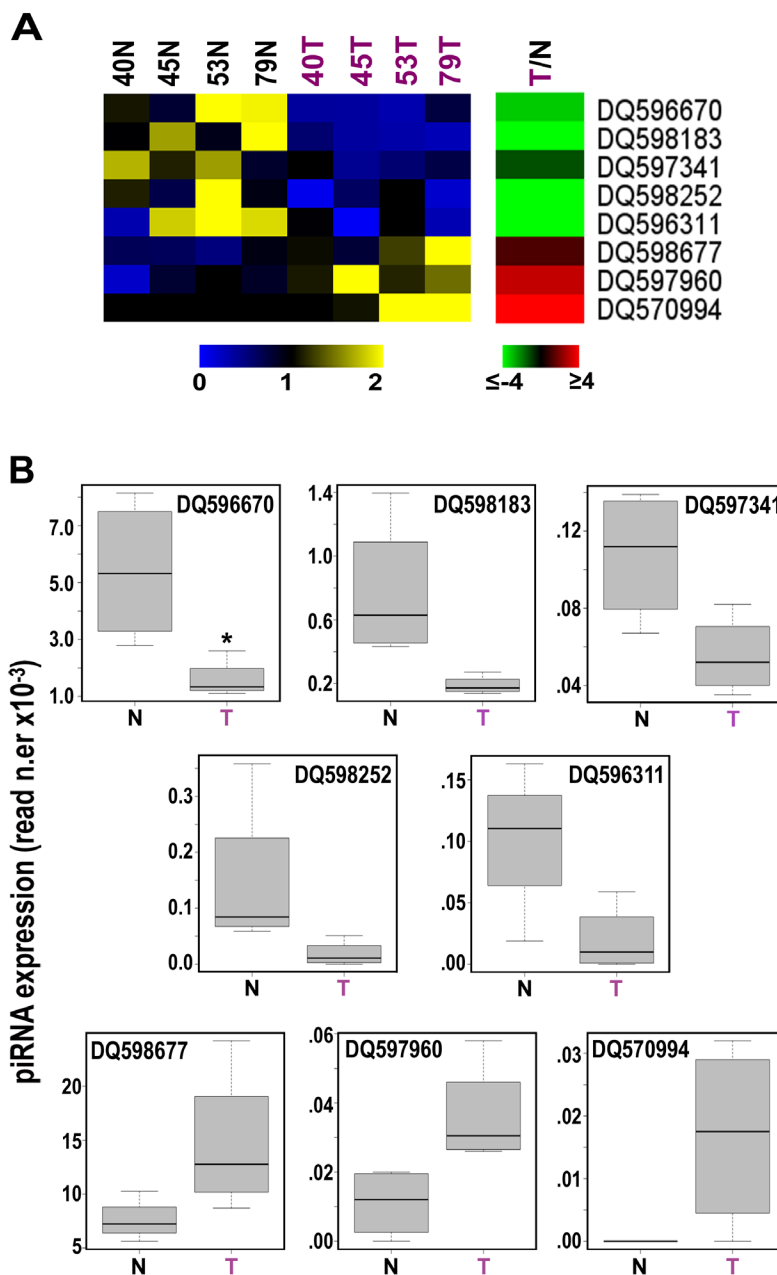 A
40N 45N 53N 79N 40T 45T 53T 79T T/N
DQ596670
DQ598183
DQ597341
DQ598252
DQ596311
DQ598677
DQ597960
DQ570994
0 1 2 ≤-4 ≥4
B
piRNA expression (read n.er x10-3)
DQ596670
7.0
5.0
3.0
1.0
*
N T
DQ598183
1.4
1.0
0.6
0.2
N T
DQ597341
.12
.08
.04
N T
DQ598252
0.3
0.2
0.1
0.0
N T
DQ596311
.15
.10
.05
.00
N T
DQ598677
20
15
10
5
N T
DQ597960
.06
.04
.02
.00
N T
DQ570994
.03
.02
.01
.00
N T